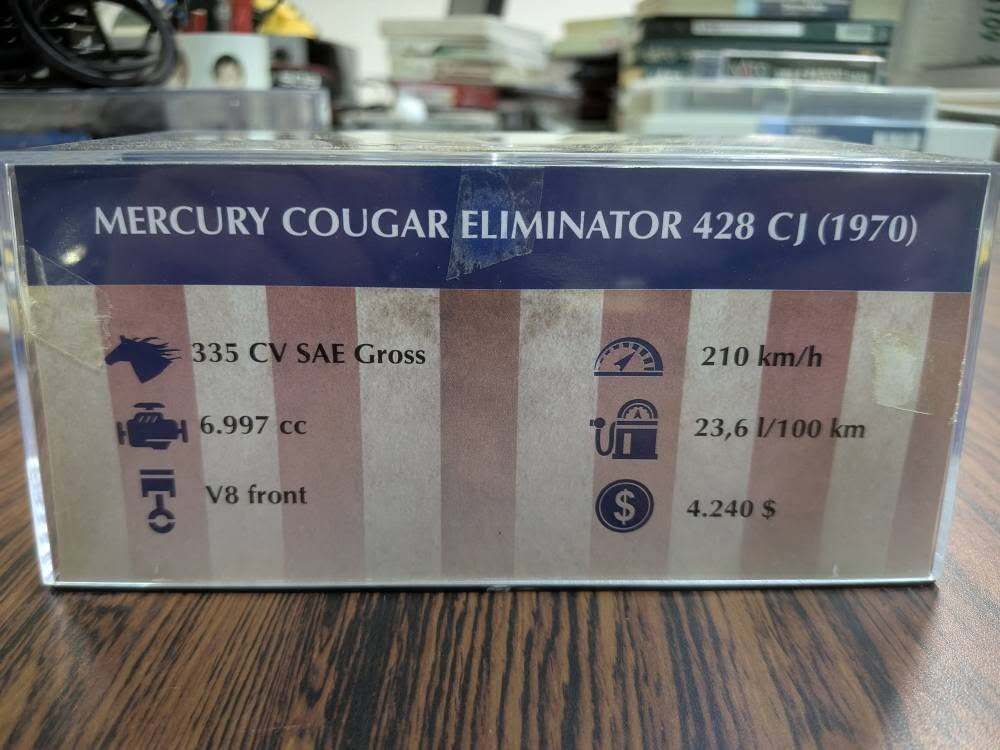 MERCURY COUGAR ELIMINATOR 428 CJ (1970)
335 CV SAE Gross
6.997 cc
V8 front
210 km/h
23,6 l/100 km
$
4.240 $